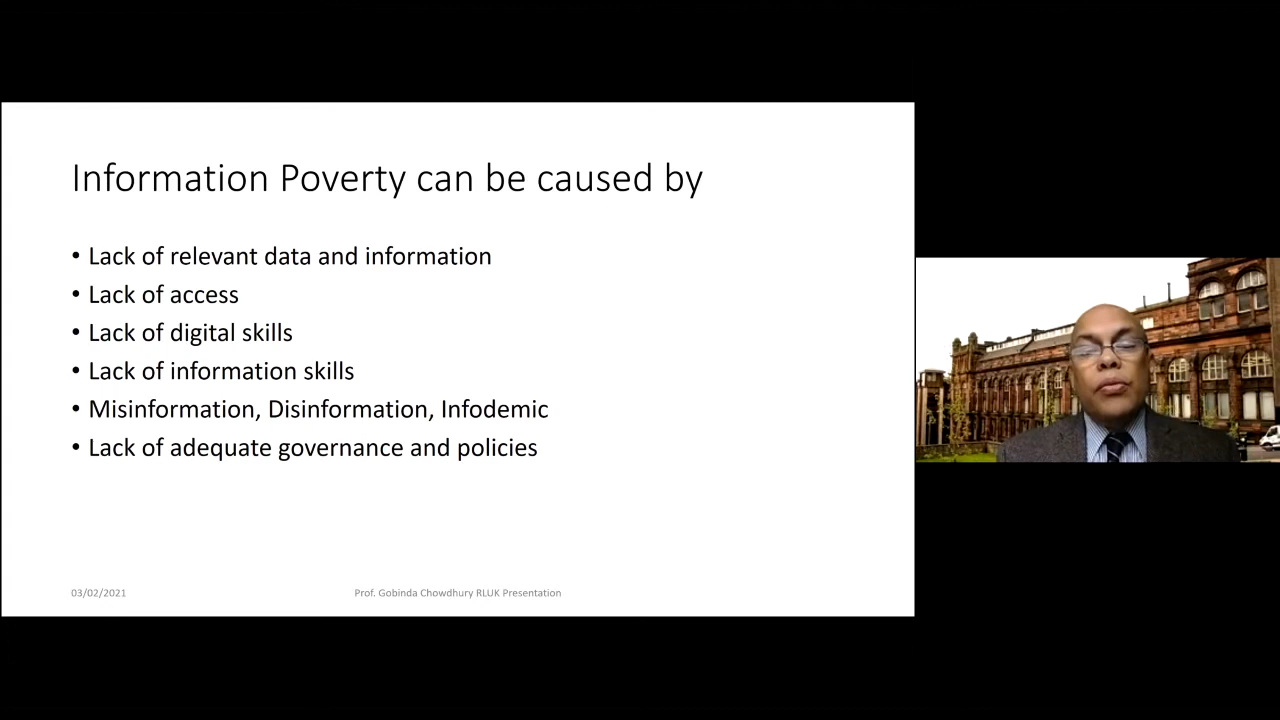 Information Poverty can be caused by
• Lack of relevant data and information
• Lack of access
• Lack of digital skills
• Lack of information skills
• Misinformation, Disinformation, Infodemic
• Lack of adequate governance and policies
03/02/2021
Prof. Gobinda Chowdhury RLUK Presentation